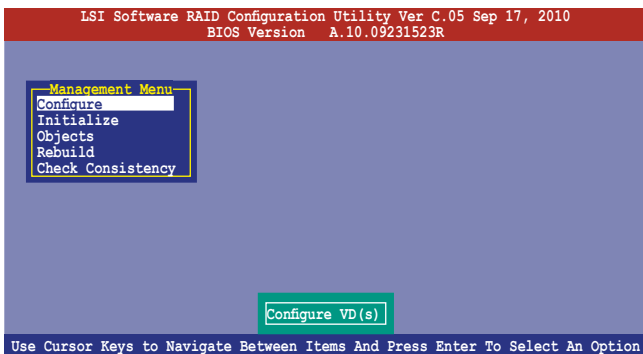 LSI Software RAID Configuration Utility Ver C.05 Sep 17, 2010
BIOS Version A.10.09231523R
Management Menu
Configure
Initialize
Objects
Rebuild
Check Consistency
Configure VD(s)
Use Cursor Keys to Navigate Between Items And Press Enter To Select An Option